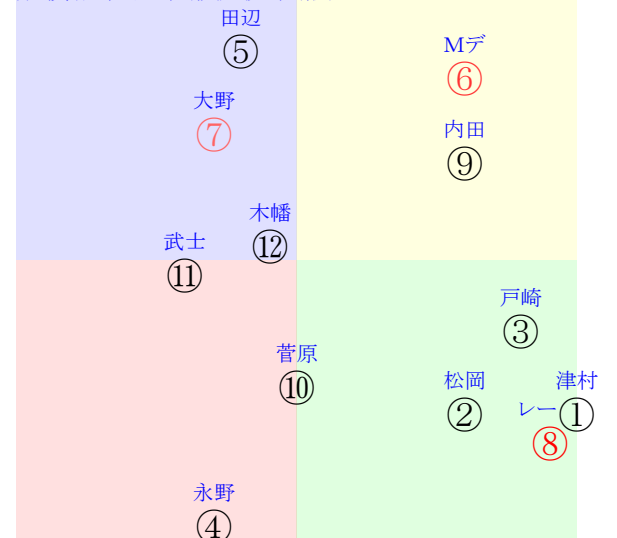 田辺
⑤
Mデ
⑥
大野
⑦
内田
⑨
木幡
⑫
武士
⑪
戸崎
③
菅原
⑩
松岡
②
津村
①
レー
⑧
永野
④